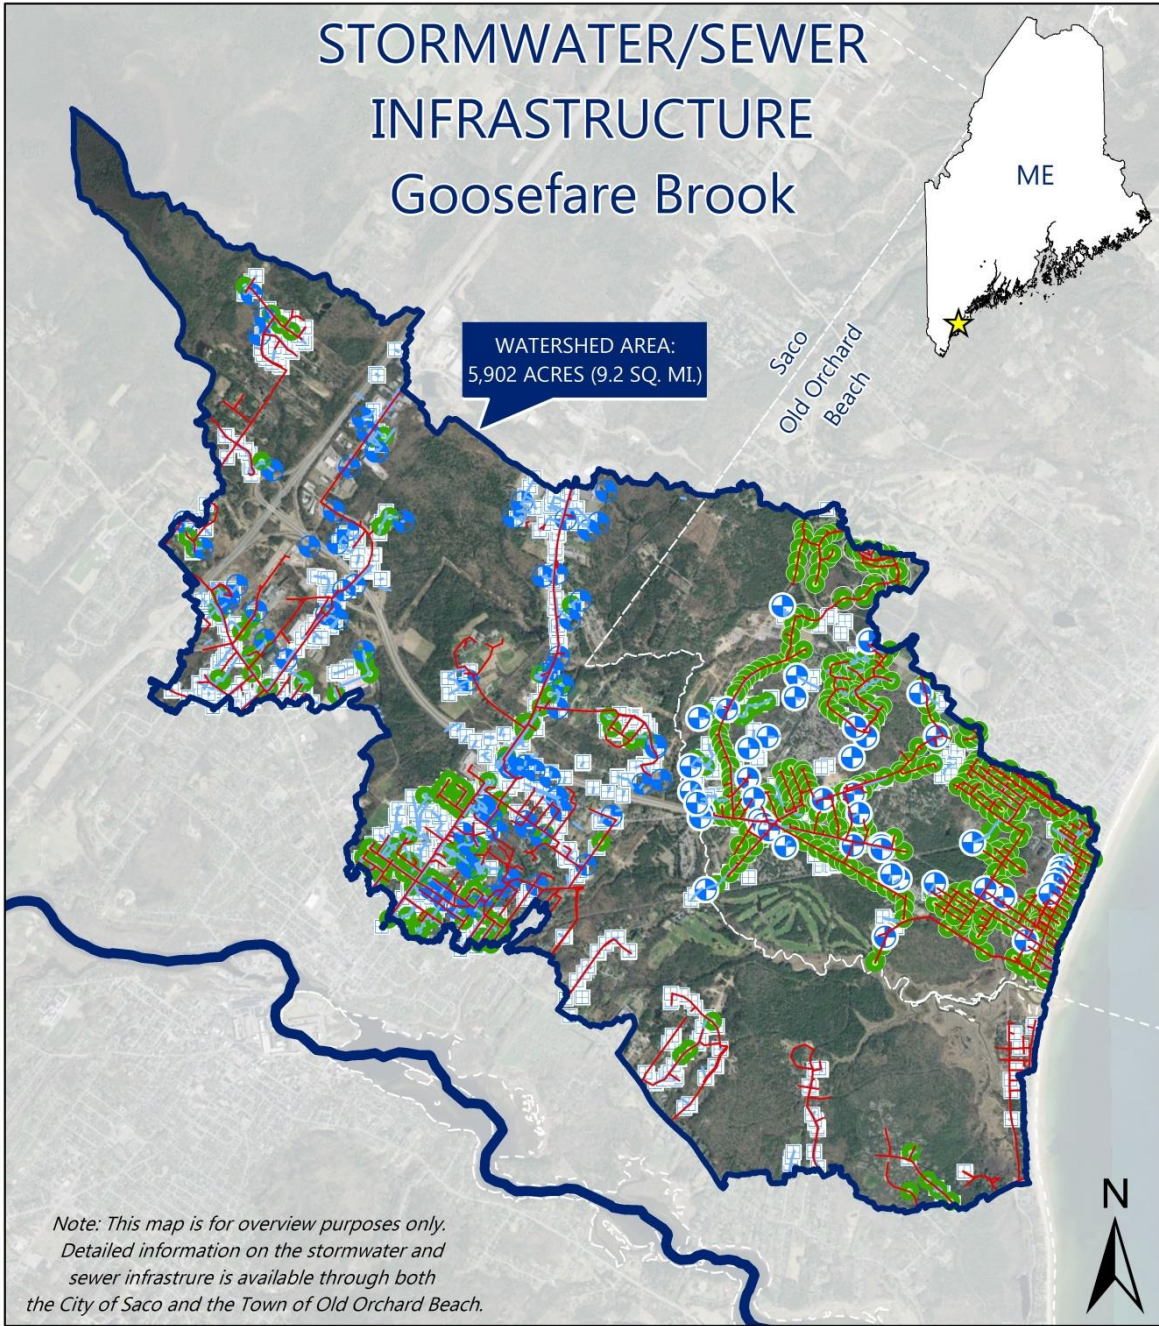 STORMWATER/SEWER
INFRASTRUCTURE
Goosefare Brook
ME
WATERSHED AREA:
5,902 ACRES (9.2 SQ. MI.)
Saco
Old Orchard
Beach
Note: This map is for overview purposes only.
Detailed information on the stormwater and
sewer infrastrure is available through both
the City of Saco and the Town of Old Orchard Beach.
N